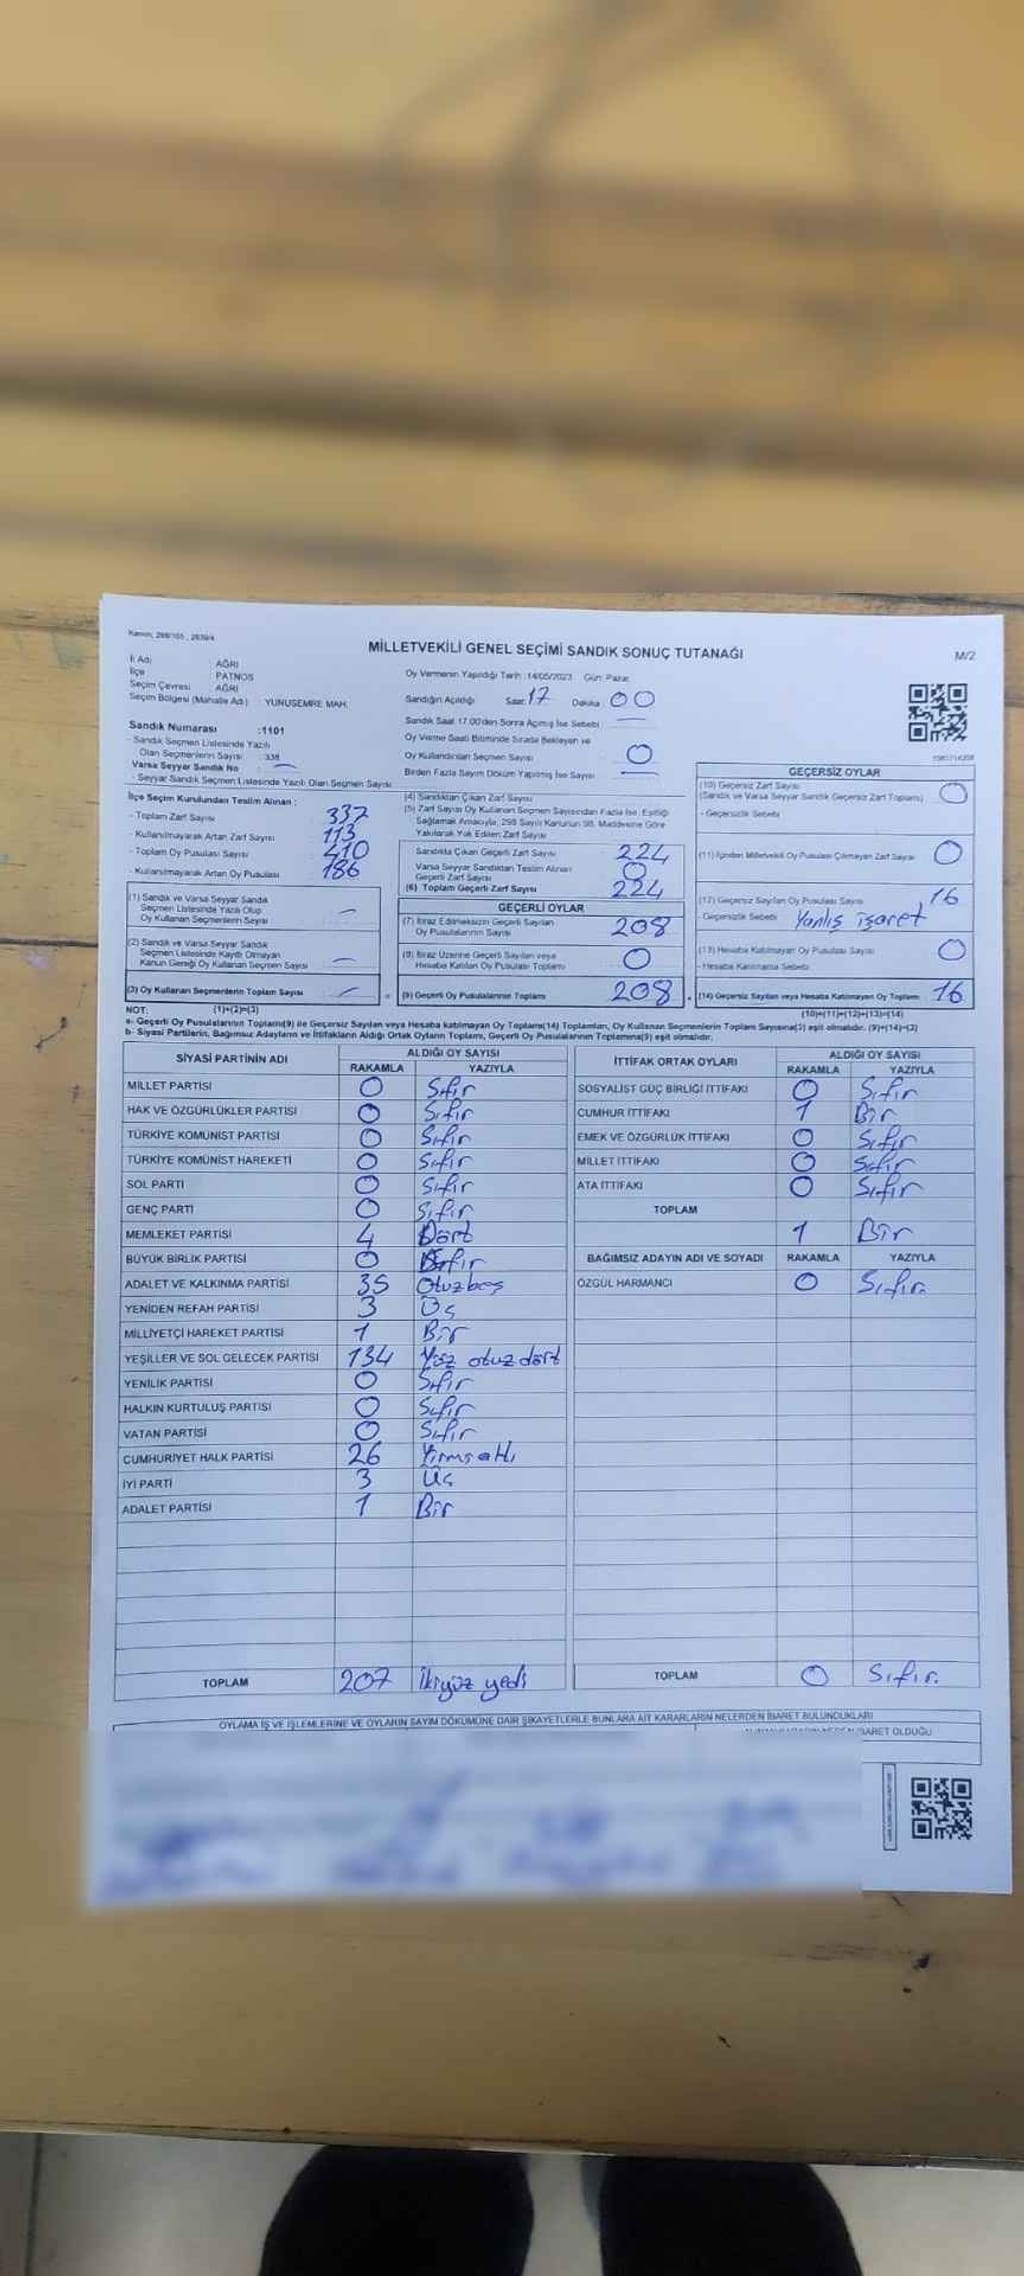 Kanun; 298/105 , 2839/4
MİLLETVEKİLİ GENEL SEÇİMİ SANDIK SONUÇ TUTANAĞI
M/2
İl Adı : AĞRI
İlçe : PATNOS
Seçim Çevresi : AĞRI
Seçim Bölgesi (Mahalle Adı) : YUNUSEMRE MAH.
Oy Vermenin Yapıldığı Tarih :14/05/2023 Gün: Pazar
Sandığın Açıldığı Saat: 17 Dakika : 00
Sandık Saat 17.00'den Sonra Açılmış İse Sebebi : —
Oy Verme Saati Bitiminde Sırada Bekleyen ve
Oy Kullandırılan Seçmen Sayısı : 0
Birden Fazla Sayım Döküm Yapılmış İse Sayısı : —
Sandık Numarası :1101
- Sandık Seçmen Listesinde Yazılı
Olan Seçmenlerin Sayısı : 338
Varsa Seyyar Sandık No : —
- Seyyar Sandık Seçmen Listesinde Yazılı Olan Seçmen Sayısı
İlçe Seçim Kurulundan Teslim Alınan :
- Toplam Zarf Sayısı : 337
- Kullanılmayarak Artan Zarf Sayısı : 113
- Toplam Oy Pusulası Sayısı : 410
- Kullanılmayarak Artan Oy Pusulası : 186
(1) Sandık ve Varsa Seyyar Sandık
Seçmen Listesinde Yazılı Olup
Oy Kullanan Seçmenlerin Sayısı —
(2) Sandık ve Varsa Seyyar Sandık
Seçmen Listesinde Kayıtlı Olmayan
Kanun Gereği Oy Kullanan Seçmen Sayısı —
(3) Oy Kullanan Seçmenlerin Toplam Sayısı —
(1)+(2)=(3)
(4) Sandıktan Çıkan Zarf Sayısı
(5) Zarf Sayısı Oy Kullanan Seçmen Sayısından Fazla İse, Eşitliği
Sağlamak Amacıyla, 298 Sayılı Kanunun 98. Maddesine Göre
Yakılarak Yok Edilen Zarf Sayısı
Sandıkta Çıkan Geçerli Zarf Sayısı 224
Varsa Seyyar Sandıktan Teslim Alınan
Geçerli Zarf Sayısı 0
(6) Toplam Geçerli Zarf Sayısı 224
GEÇERLİ OYLAR
(7) İtiraz Edilmeksizin Geçerli Sayılan
Oy Pusulalarının Sayısı 208
(8) İtiraz Üzerine Geçerli Sayılan veya
Hesaba Katılan Oy Pusulası Toplamı 0
(9) Geçerli Oy Pusulalarının Toplamı 208
GEÇERSİZ OYLAR
(10) Geçersiz Zarf Sayısı
(Sandık ve Varsa Seyyar Sandık Geçersiz Zarf Toplamı) 0
- Geçersizlik Sebebi
(11) İçinden Milletvekili Oy Pusulası Çıkmayan Zarf Sayısı 0
(12) Geçersiz Sayılan Oy Pusulası Sayısı 16
- Geçersizlik Sebebi Yanlış işaret
(13) Hesaba Katılmayan Oy Pusulası Sayısı 0
- Hesaba Katılmama Sebebi
(14) Geçersiz Sayılan veya Hesaba Katılmayan Oy Toplamı 16
(10)+(11)+(12)+(13)=(14)
NOT:
a- Geçerli Oy Pusulalarının Toplamı(9) ile Geçersiz Sayılan veya Hesaba katılmayan Oy Toplamı(14) Toplamları, Oy Kullanan Seçmenlerin Toplam Sayısına(3) eşit olmalıdır. (9)+(14)=(3)
b- Siyasi Partilerin, Bağımsız Adayların ve İttifakların Aldığı Ortak Oyların Toplamı, Geçerli Oy Pusulalarının Toplamına(9) eşit olmalıdır.
SİYASİ PARTİNİN ADI ALDIĞI OY SAYISI
RAKAMLA YAZIYLA
MİLLET PARTİSİ 0 Sıfır
HAK VE ÖZGÜRLÜKLER PARTİSİ 0 Sıfır
TÜRKİYE KOMÜNİST PARTİSİ 0 Sıfır
TÜRKİYE KOMÜNİST HAREKETİ 0 Sıfır
SOL PARTİ 0 Sıfır
GENÇ PARTİ 0 Sıfır
MEMLEKET PARTİSİ 4 Dört
BÜYÜK BİRLİK PARTİSİ 0 Sıfır
ADALET VE KALKINMA PARTİSİ 35 Otuzbeş
YENİDEN REFAH PARTİSİ 3 Üç
MİLLİYETÇİ HAREKET PARTİSİ 1 Bir
YEŞİLLER VE SOL GELECEK PARTİSİ 134 Yüz otuz dört
YENİLİK PARTİSİ 0 Sıfır
HALKIN KURTULUŞ PARTİSİ 0 Sıfır
VATAN PARTİSİ 0 Sıfır
CUMHURİYET HALK PARTİSİ 26 Yirmi altı
İYİ PARTİ 3 Üç
ADALET PARTİSİ 1 Bir
TOPLAM 207 İkiyüz yedi
İTTİFAK ORTAK OYLARI ALDIĞI OY SAYISI
RAKAMLA YAZIYLA
SOSYALİST GÜÇ BİRLİĞİ İTTİFAKI 0 Sıfır
CUMHUR İTTİFAKI 1 Bir
EMEK VE ÖZGÜRLÜK İTTİFAKI 0 Sıfır
MİLLET İTTİFAKI 0 Sıfır
ATA İTTİFAKI 0 Sıfır
TOPLAM 1 Bir
BAĞIMSIZ ADAYIN ADI VE SOYADI RAKAMLA YAZIYLA
ÖZGÜL HARMANCI 0 Sıfır.
TOPLAM 0 Sıfır.
OYLAMA İŞ VE İŞLEMLERİNE VE OYLARIN SAYIM DÖKÜMÜNE DAİR ŞİKAYETLERLE BUNLARA AİT KARARLARIN NELERDEN İBARET BULUNDUKLARI
İBARET OLDUĞU